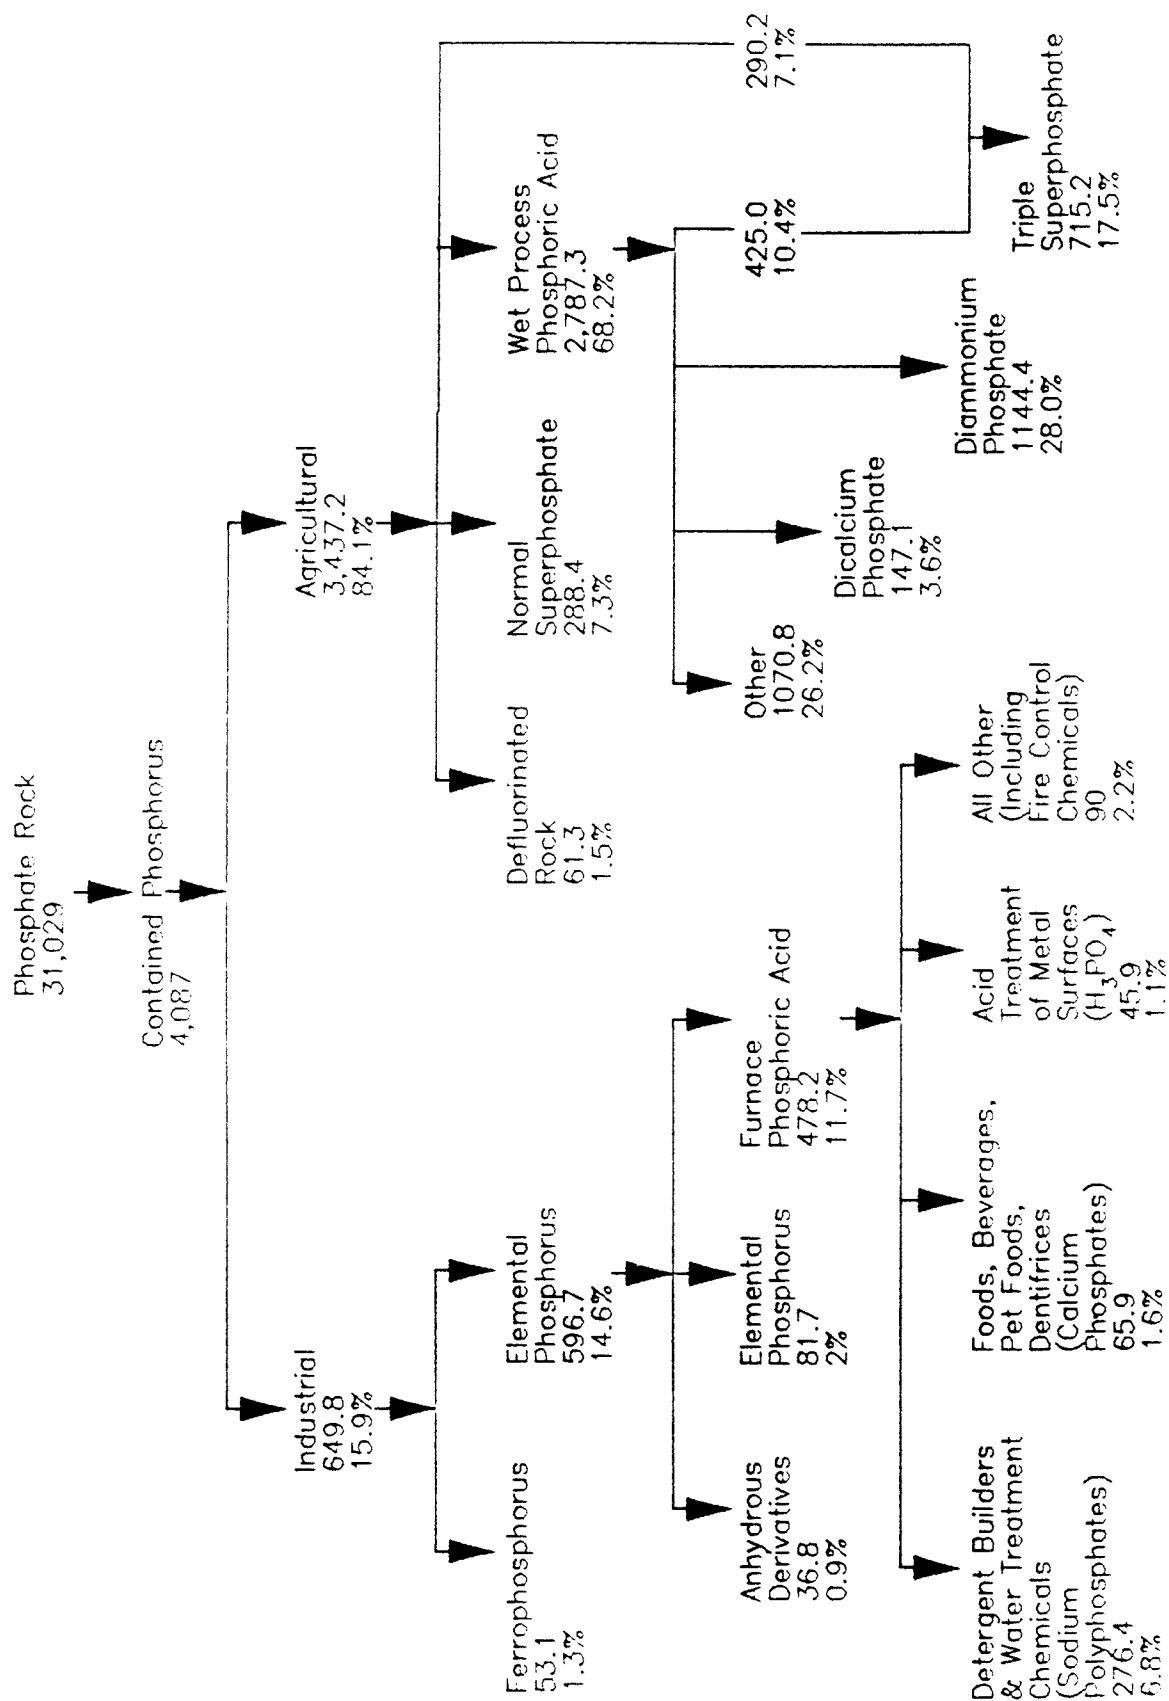 Phosphate Rock
31,029
Contained Phosphorus
4,087
Industrial
649.8
15.9%
Agricultural
3,437.2
84.1%
Ferrophosphorus
53.1
1.3%
Elemental
Phosphorus
596.7
14.6%
Defluorinated
Rock
61.3
1.5%
Normal
Superphosphate
288.4
7.3%
Wet Process
Phosphoric Acid
2,787.3
68.2%
Anhydrous
Derivatives
36.8
0.9%
Elemental
Phosphorus
81.7
2%
Furnace
Phosphoric Acid
478.2
11.7%
Other
1070.8
26.2%
425.0
10.4%
290.2
7.1%
Dicalcium
Phosphate
147.1
3.6%
Diammonium
Phosphate
1144.4
28.0%
Triple
Superphosphate
715.2
17.5%
Detergent Builders
& Water Treatment
Chemicals
(Sodium
Polyphosphates)
276.4
6.8%
Foods, Beverages,
Pet Foods,
Dentifrices
(Calcium
Phosphates)
65.9
1.6%
Acid
Treatment
of Metal
Surfaces
(H₃PO₄)
45.9
1.1%
All Other
(Including
Fire Control
Chemicals)
90
2.2%